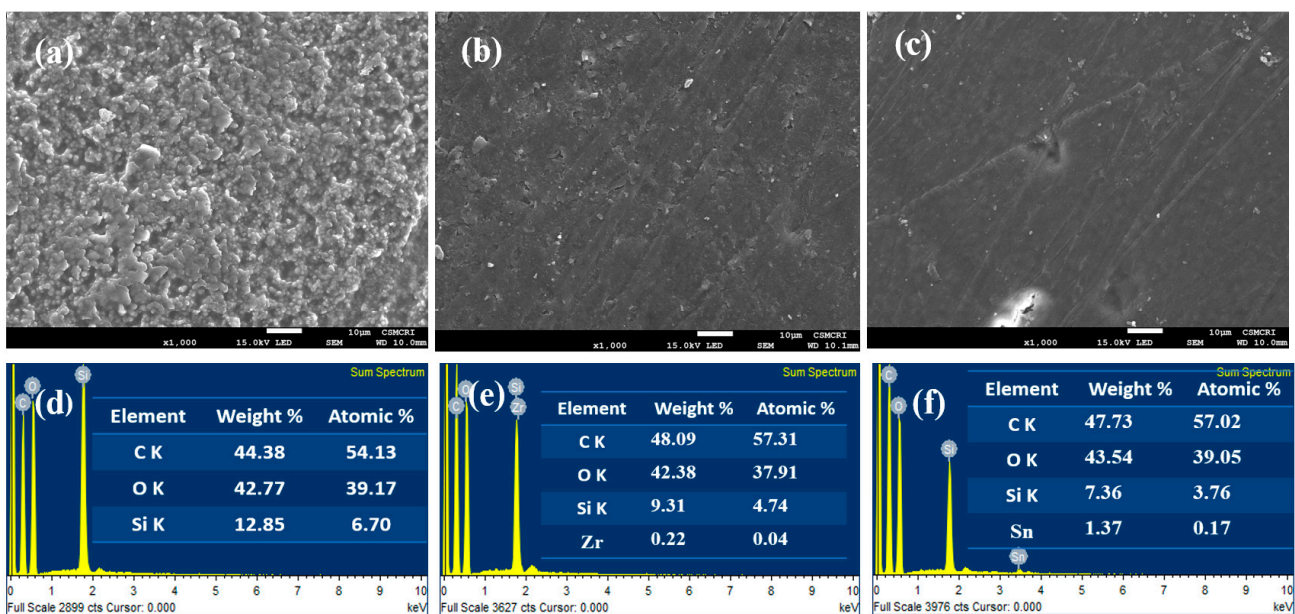 (a)
10µm CSMCRI
x1,000 15.0kV LED SEM WD 10.0mm
(b)
10µm CSMCRI
x1,000 15.0kV LED SEM WD 10.1mm
(c)
10µm CSMCRI
x1,000 15.0kV LED SEM WD 10.0mm
(d)
Sum Spectrum
C
O
Si
Element Weight % Atomic %
C K 44.38 54.13
O K 42.77 39.17
Si K 12.85 6.70
0 1 2 3 4 5 6 7 8 9 10
Full Scale 2899 cts Cursor: 0.000 keV
(e)
Sum Spectrum
C
O
Si
Zr
Element Weight % Atomic %
C K 48.09 57.31
O K 42.38 37.91
Si K 9.31 4.74
Zr 0.22 0.04
0 1 2 3 4 5 6 7 8 9 10
Full Scale 3627 cts Cursor: 0.000 keV
(f)
Sum Spectrum
C
O
Si
Sn
Element Weight % Atomic %
C K 47.73 57.02
O K 43.54 39.05
Si K 7.36 3.76
Sn 1.37 0.17
0 1 2 3 4 5 6 7 8 9 10
Full Scale 3976 cts Cursor: 0.000 keV